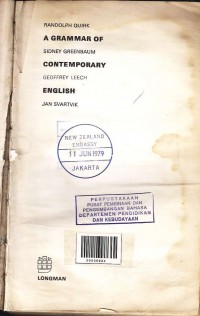 RANDOLPH QUIRK
A GRAMMAR OF
SIDNEY GREENBAUM
CONTEMPORARY
GEOFFREY LEECH
ENGLISH
JAN SVARTVIK
NEW ZEALAND
EMBASSY
11 JUN 1979
JAKARTA
PERPUSTAKAAN
PUSAT PEMBINAAN DAN
PENGEMBANGAN BAHASA
DEPARTEMEN PENDIDIKAN
DAN KEBUDAYAAN
LONGMAN